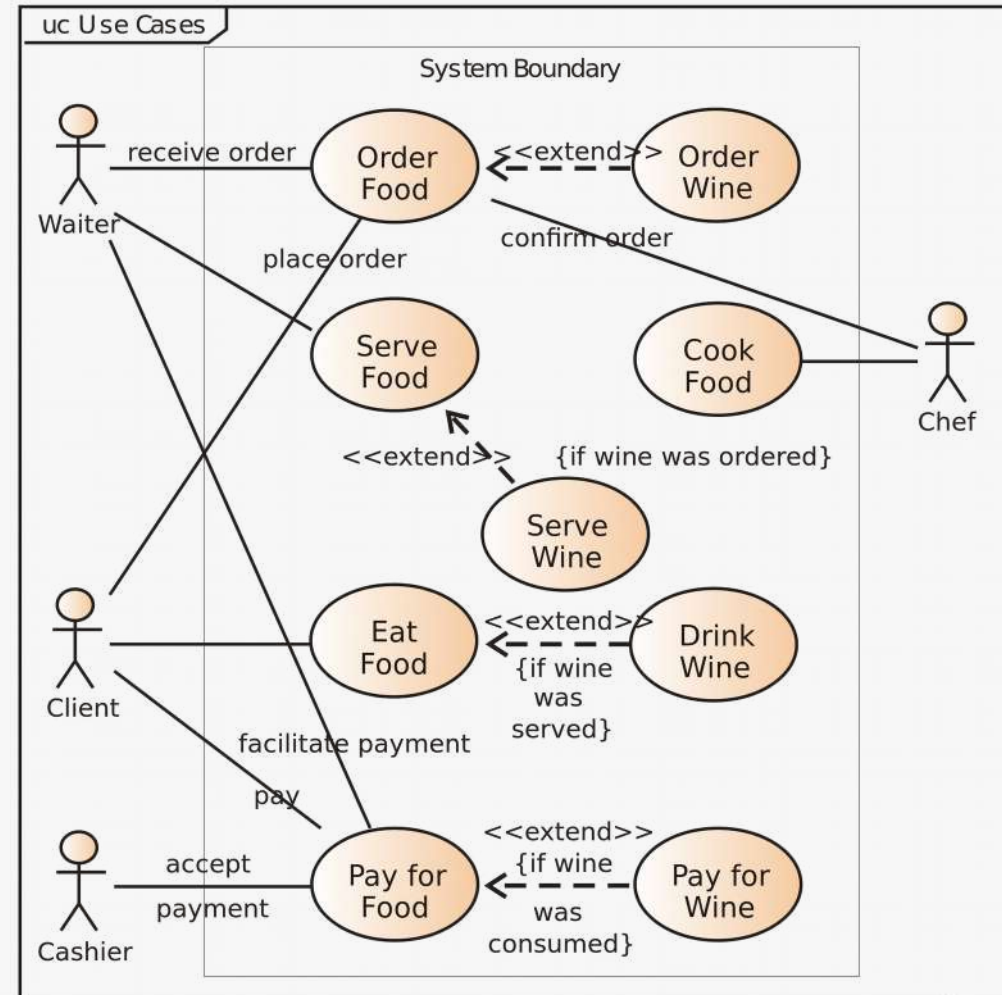 uc Use Cases
System Boundary
receive order
Order
Food
<<extend>>
Order
Wine
Waiter
place order
confirm order
Serve
Food
Cook
Food
Chef
<<extend>>
{if wine was ordered}
Serve
Wine
Client
Eat
Food
<<extend>>
{if wine
was
served}
Drink
Wine
facilitate payment
pay
Cashier
accept
payment
Pay for
Food
<<extend>>
{if wine
was
consumed}
Pay for
Wine